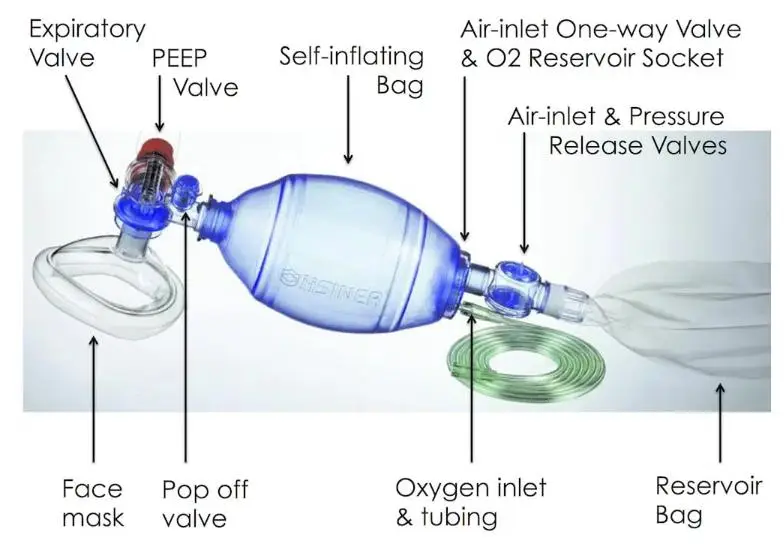 Expiratory
Valve
PEEP
Valve
Self-inflating
Bag
Air-inlet One-way Valve
& O2 Reservoir Socket
Air-inlet & Pressure
Release Valves
HSINER
Face
mask
Pop off
valve
Oxygen inlet
& tubing
Reservoir
Bag